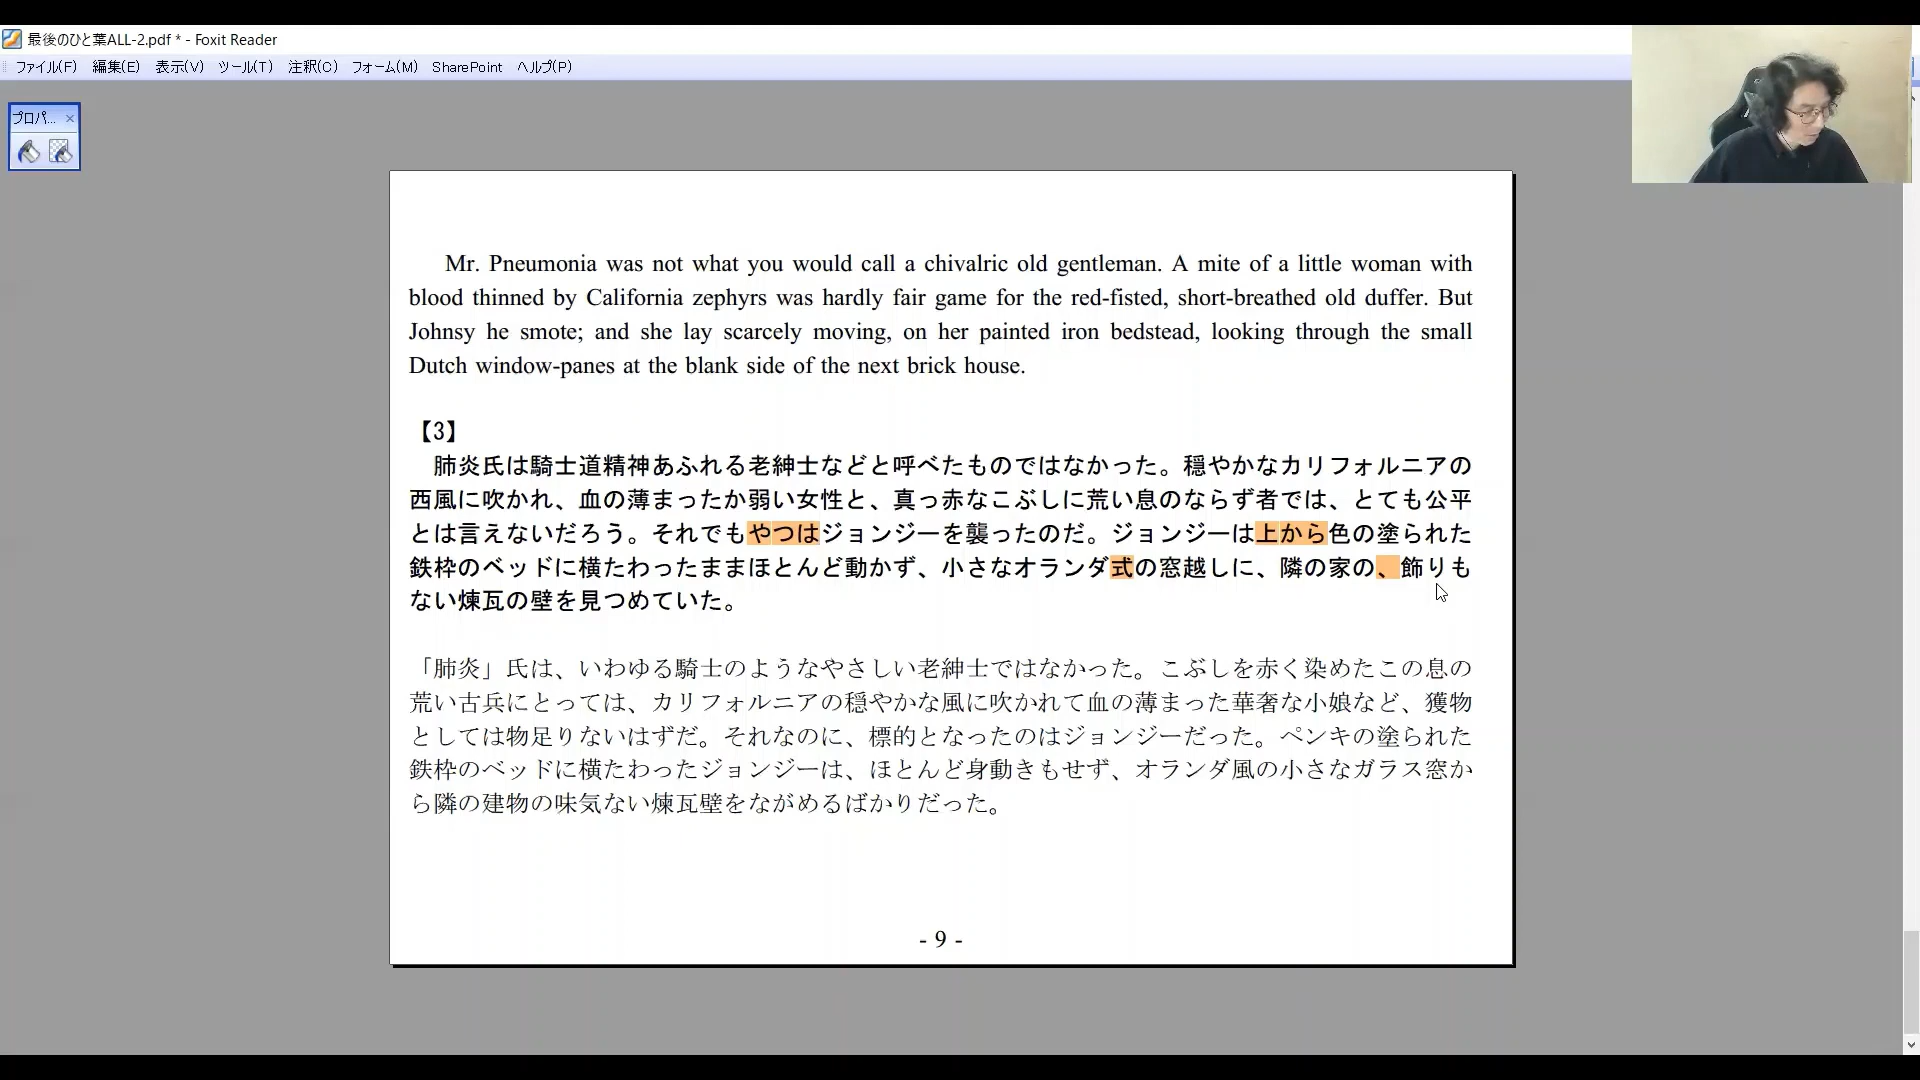 最後のひと葉ALL-2.pdf * - Foxit Reader
ファイル(F) 編集(E) 表示(V) ツール(T) 注釈(C) フォーム(M) SharePoint ヘルプ(P)
プロパ... ×
Mr. Pneumonia was not what you would call a chivalric old gentleman. A mite of a little woman with
blood thinned by California zephyrs was hardly fair game for the red-fisted, short-breathed old duffer. But
Johnsy he smote; and she lay scarcely moving, on her painted iron bedstead, looking through the small
Dutch window-panes at the blank side of the next brick house.
【3】
肺炎氏は騎士道精神あふれる老紳士などと呼べたものではなかった。穏やかなカリフォルニアの
西風に吹かれ、血の薄まったか弱い女性と、真っ赤なこぶしに荒い息のならず者では、とても公平
とは言えないだろう。それでもやつはジョンジーを襲ったのだ。ジョンジーは上から色の塗られた
鉄枠のベッドに横たわったままほとんど動かず、小さなオランダ式の窓越しに、隣の家の、飾りも
ない煉瓦の壁を見つめていた。
「肺炎」氏は、いわゆる騎士のようなやさしい老紳士ではなかった。こぶしを赤く染めたこの息の
荒い古兵にとっては、カリフォルニアの穏やかな風に吹かれて血の薄まった華奢な小娘など、獲物
としては物足りないはずだ。それなのに、標的となったのはジョンジーだった。ペンキの塗られた
鉄枠のベッドに横たわったジョンジーは、ほとんど身動きもせず、オランダ風の小さなガラス窓か
ら隣の建物の味気ない煉瓦壁をながめるばかりだった。
- 9 -